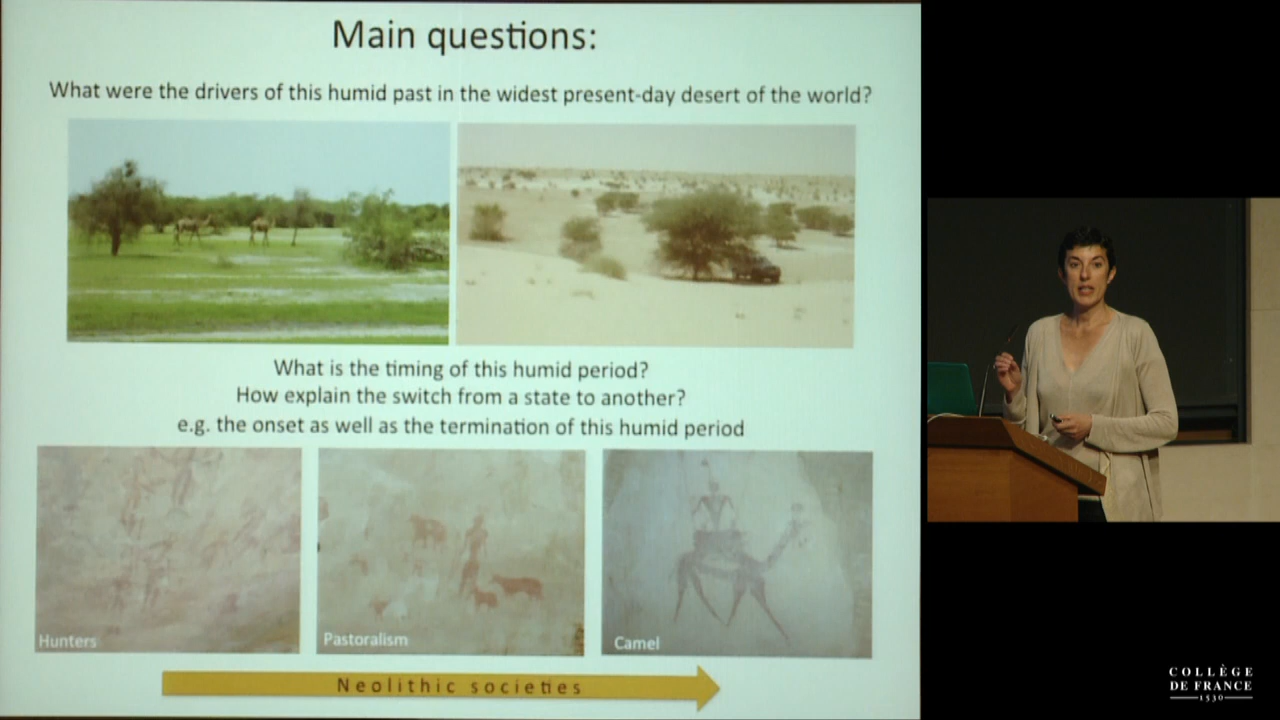 Main questions:
What were the drivers of this humid past in the widest present-day desert of the world?
What is the timing of this humid period?
How explain the switch from a state to another?
e.g. the onset as well as the termination of this humid period
Hunters
Pastoralism
Camel
Neolithic societies
COLLÈGE
DE FRANCE
1530